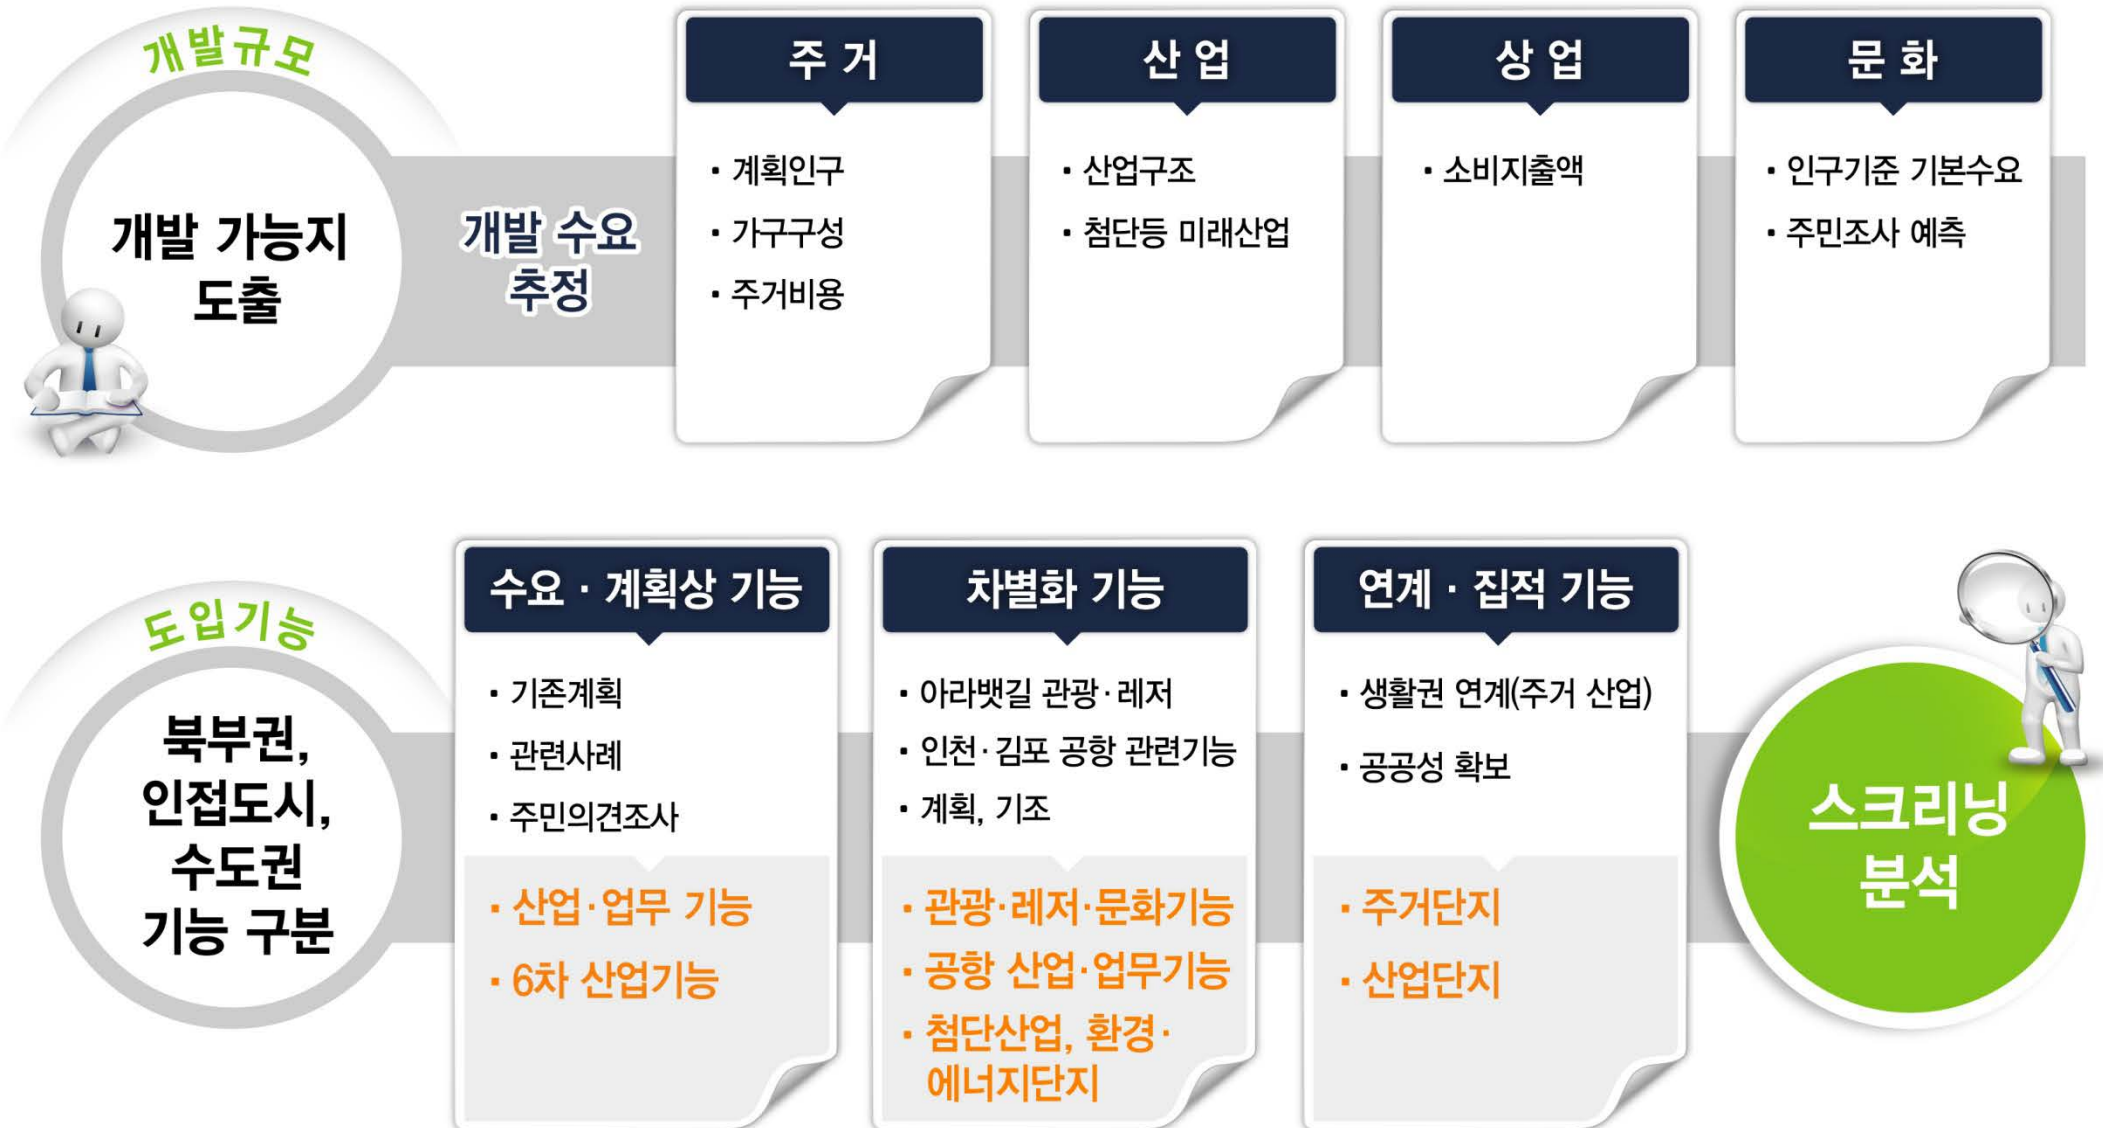 개발규모
개발 가능지
도출
개발 수요
추정
주 거
· 계획인구
· 가구구성
· 주거비용
산 업
· 산업구조
· 첨단등 미래산업
상 업
· 소비지출액
문 화
· 인구기준 기본수요
· 주민조사 예측
도입기능
북부권,
인접도시,
수도권
기능 구분
수요 · 계획상 기능
· 기존계획
· 관련사례
· 주민의견조사
· 산업·업무 기능
· 6차 산업기능
차별화 기능
· 아라뱃길 관광·레저
· 인천·김포 공항 관련기능
· 계획, 기조
· 관광·레저·문화기능
· 공항 산업·업무기능
· 첨단산업, 환경·
에너지단지
연계 · 집적 기능
· 생활권 연계(주거 산업)
· 공공성 확보
· 주거단지
· 산업단지
스크리닝
분석